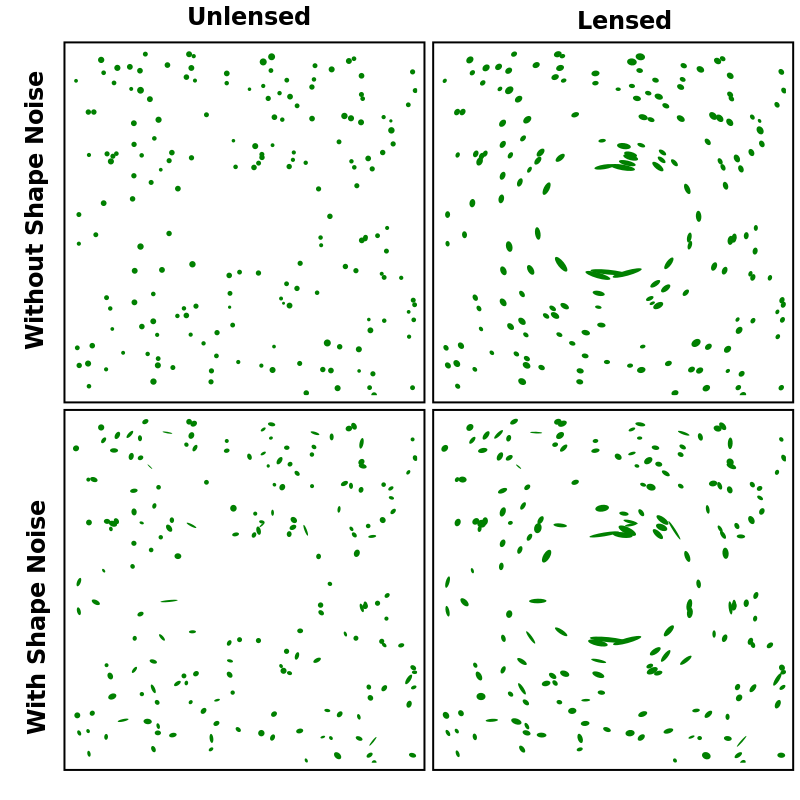 Unlensed
Lensed
Without Shape Noise
With Shape Noise